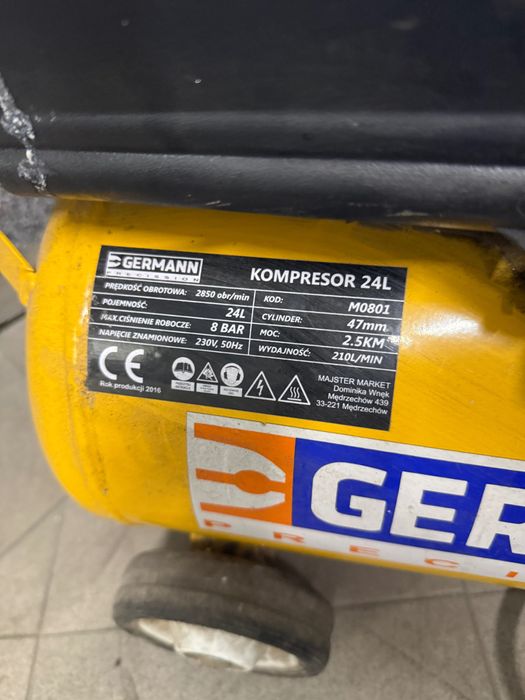 GERMANN
PRECISSION
KOMPRESOR 24L
PRĘDKOŚĆ OBROTOWA: 2850 obr/min
POJEMNOŚĆ: 24L
MAX.CIŚNIENIE ROBOCZE: 8 BAR
NAPIĘCIE ZNAMIONOWE: 230V, 50Hz
KOD: M0801
CYLINDER: 47mm
MOC: 2.5KM
WYDAJNOŚĆ: 210L/MIN
CE
Rok produkcji 2016
MAJSTER MARKET
Dominika Wnęk
Mędrzechów 439
33-221 Mędrzechów
GER
PRECI